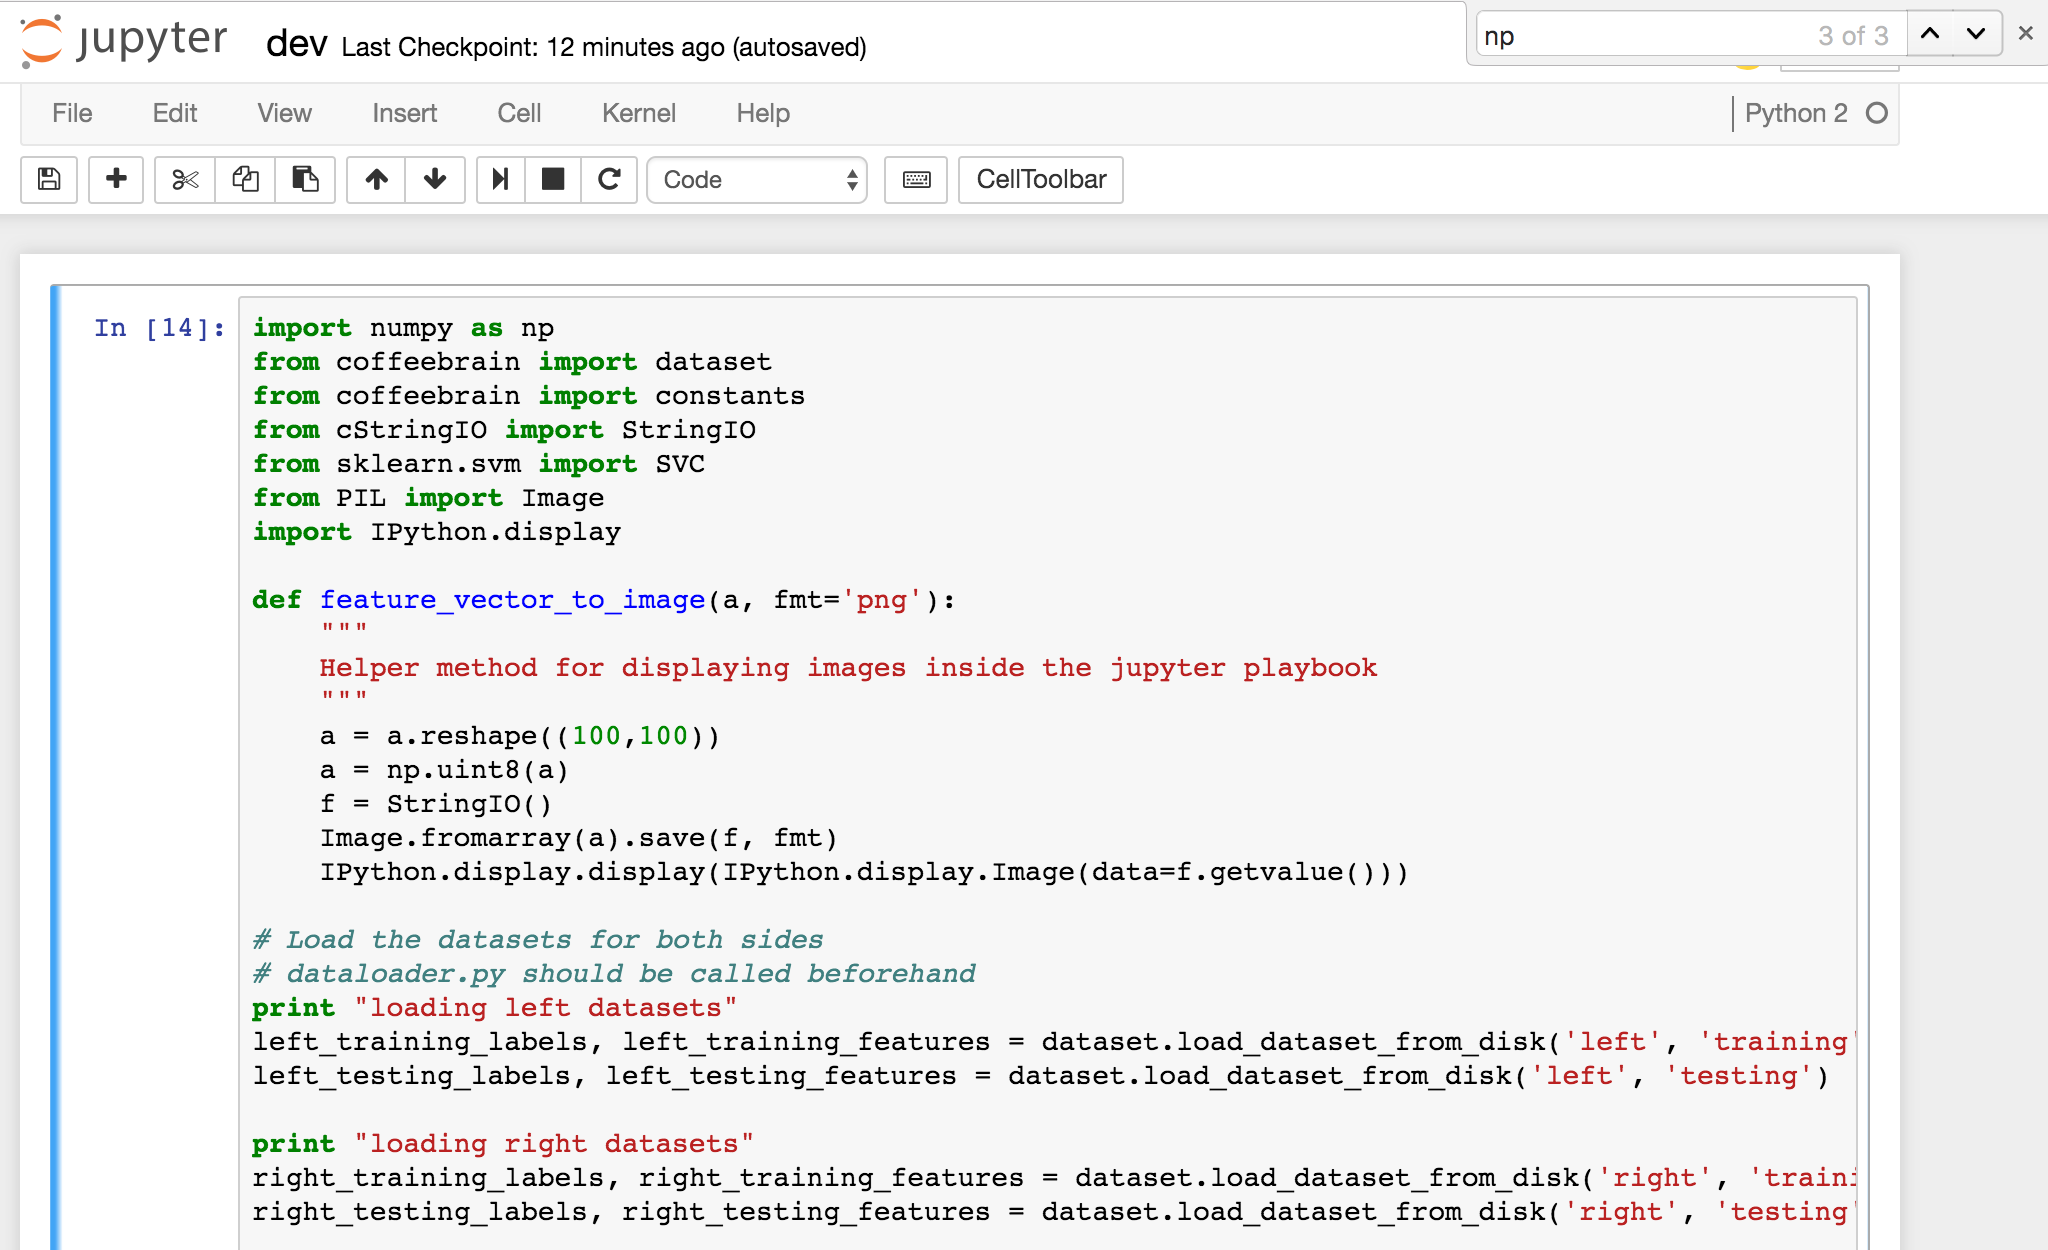 jupyter dev Last Checkpoint: 12 minutes ago (autosaved)
np 3 of 3
File Edit View Insert Cell Kernel Help Python 2
Code CellToolbar
In [14]:
import numpy as np
from coffeebrain import dataset
from coffeebrain import constants
from cStringIO import StringIO
from sklearn.svm import SVC
from PIL import Image
import IPython.display
def feature_vector_to_image(a, fmt='png'):
    """
    Helper method for displaying images inside the jupyter playbook
    """
    a = a.reshape((100,100))
    a = np.uint8(a)
    f = StringIO()
    Image.fromarray(a).save(f, fmt)
    IPython.display.display(IPython.display.Image(data=f.getvalue()))
# Load the datasets for both sides
# dataloader.py should be called beforehand
print "loading left datasets"
left_training_labels, left_training_features = dataset.load_dataset_from_disk('left', 'training'
left_testing_labels, left_testing_features = dataset.load_dataset_from_disk('left', 'testing')
print "loading right datasets"
right_training_labels, right_training_features = dataset.load_dataset_from_disk('right', 'traini
right_testing_labels, right_testing_features = dataset.load_dataset_from_disk('right', 'testing'